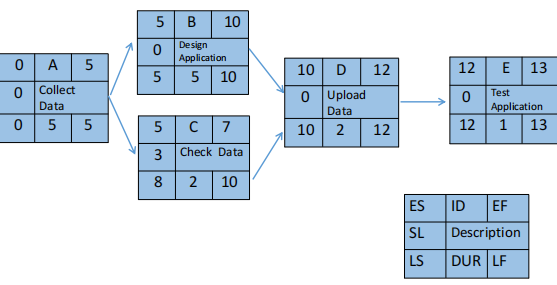 0 A 5
0 Collect
Data
0 5 5
5 B 10
0 Design
Application
5 5 10
5 C 7
3 Check Data
8 2 10
10 D 12
0 Upload
Data
10 2 12
12 E 13
0 Test
Application
12 1 13
ES ID EF
SL Description
LS DUR LF